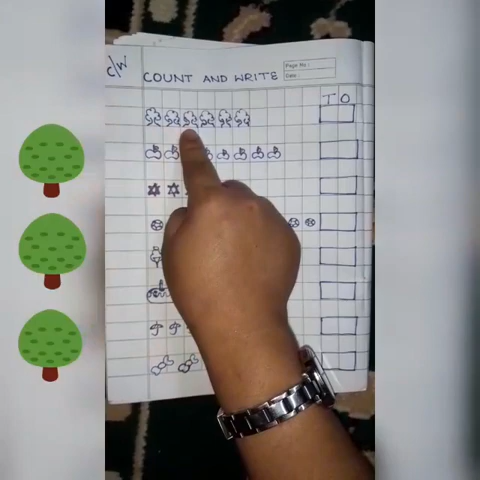 C/W
COUNT AND WRITE
Page No :
Date :
T O